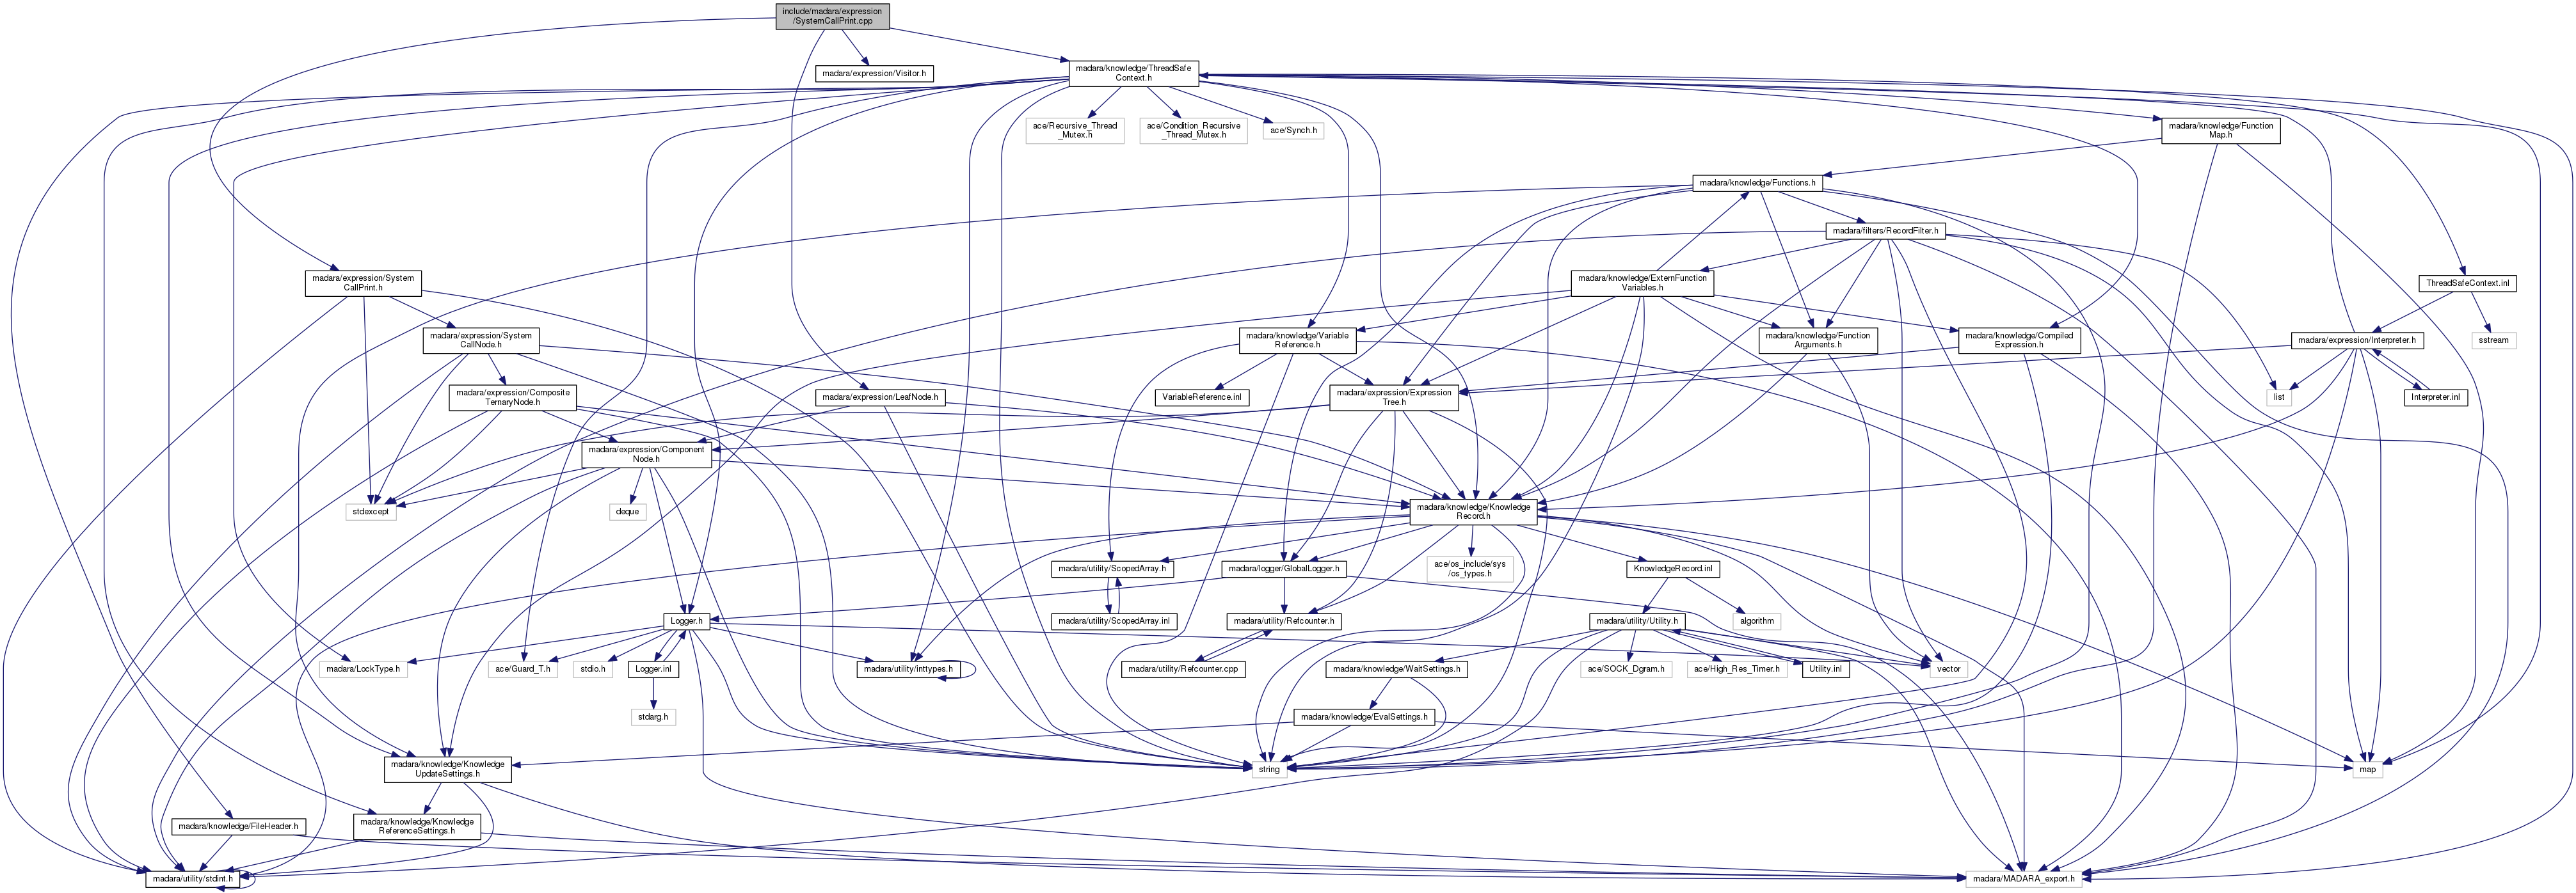 include/madara/expression
/SystemCallPrint.cpp
madara/expression/Visitor.h
madara/knowledge/ThreadSafe
Context.h
ace/Recursive_Thread
_Mutex.h
ace/Condition_Recursive
_Thread_Mutex.h
ace/Synch.h
madara/knowledge/Function
Map.h
madara/knowledge/Functions.h
madara/filters/RecordFilter.h
madara/expression/System
CallPrint.h
madara/knowledge/ExternFunction
Variables.h
ThreadSafeContext.inl
madara/expression/System
CallNode.h
madara/knowledge/Variable
Reference.h
madara/knowledge/Function
Arguments.h
madara/knowledge/Compiled
Expression.h
madara/expression/Interpreter.h
sstream
madara/expression/Composite
TernaryNode.h
madara/expression/LeafNode.h
VariableReference.inl
madara/expression/Expression
Tree.h
list
Interpreter.inl
madara/expression/Component
Node.h
stdexcept
deque
madara/knowledge/Knowledge
Record.h
madara/utility/ScopedArray.h
madara/logger/GlobalLogger.h
ace/os_include/sys
/os_types.h
KnowledgeRecord.inl
Logger.h
madara/utility/ScopedArray.inl
madara/utility/Refcounter.h
madara/utility/Utility.h
algorithm
madara/LockType.h
ace/Guard_T.h
stdio.h
Logger.inl
madara/utility/inttypes.h
madara/utility/Refcounter.cpp
madara/knowledge/WaitSettings.h
ace/SOCK_Dgram.h
ace/High_Res_Timer.h
Utility.inl
vector
stdarg.h
madara/knowledge/EvalSettings.h
madara/knowledge/Knowledge
UpdateSettings.h
string
map
madara/knowledge/FileHeader.h
madara/knowledge/Knowledge
ReferenceSettings.h
madara/utility/stdint.h
madara/MADARA_export.h